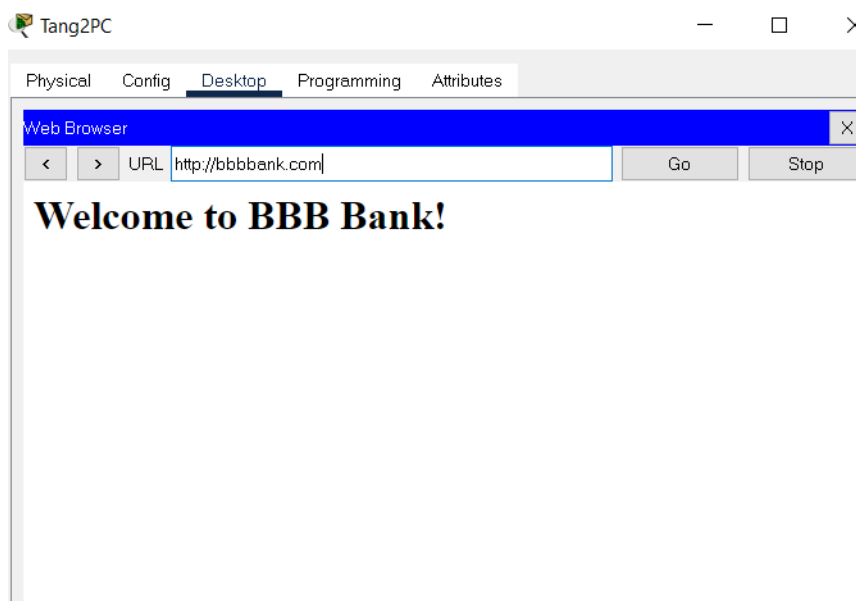 Tang2PC
Physical Config Desktop Programming Attributes
Web Browser X
< > URL http://bbbbank.com Go Stop
Welcome to BBB Bank!